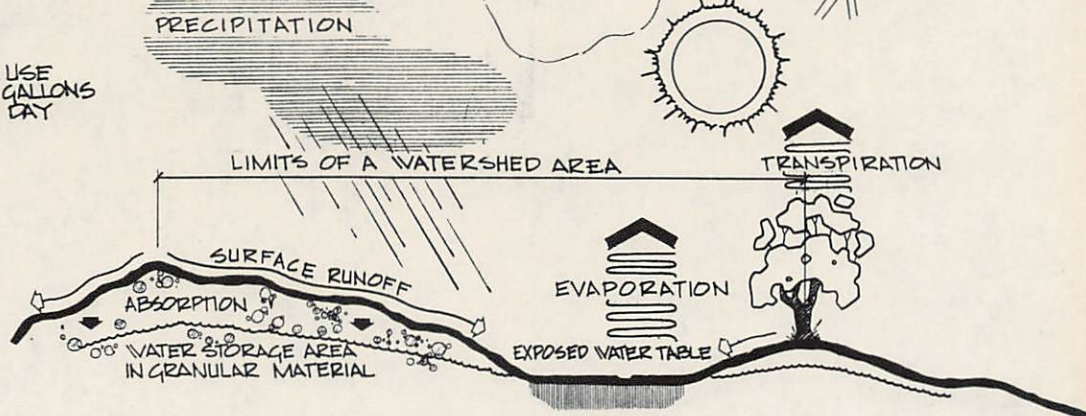 PRECIPITATION
USE
GALLONS
DAY
LIMITS OF A WATERSHED AREA
TRANSPIRATION
SURFACE RUNOFF
EVAPORATION
ABSORPTION
WATER STORAGE AREA
IN GRANULAR MATERIAL
EXPOSED WATER TABLE